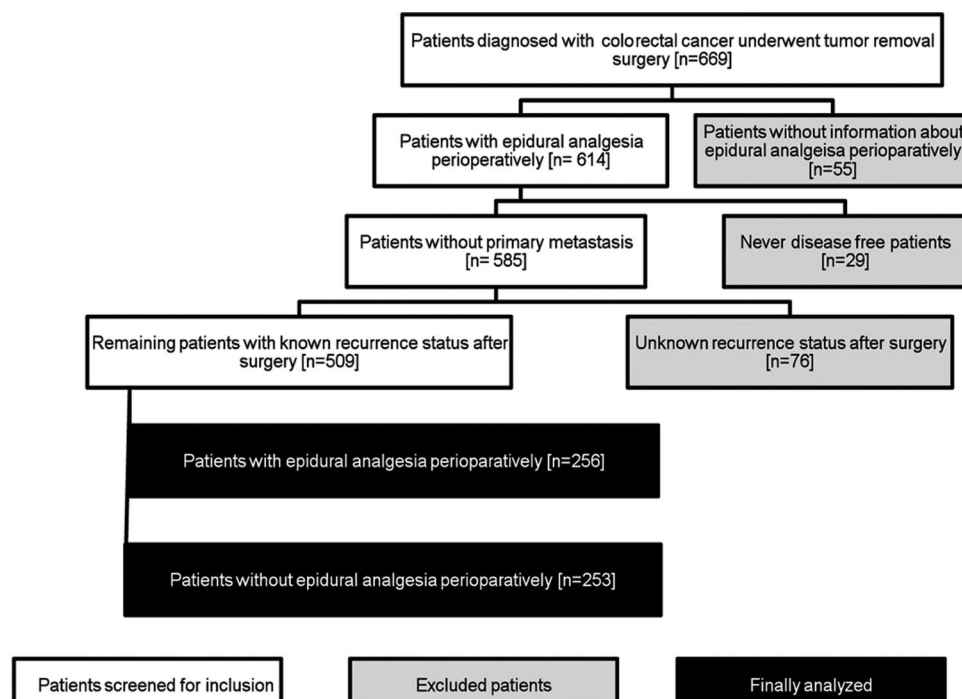 Patients diagnosed with colorectal cancer underwent tumor removal
surgery [n=669]
Patients with epidural analgesia
perioperatively [n= 614]
Patients without information about
epidural analgeisa perioparatively
[n=55]
Patients without primary metastasis
[n= 585]
Never disease free patients
[n=29]
Remaining patients with known recurrence status after
surgery [n=509]
Unknown recurrence status after surgery
[n=76]
Patients with epidural analgesia perioparatively [n=256]
Patients without epidural analgesia perioparatively [n=253]
Patients screened for inclusion
Excluded patients
Finally analyzed